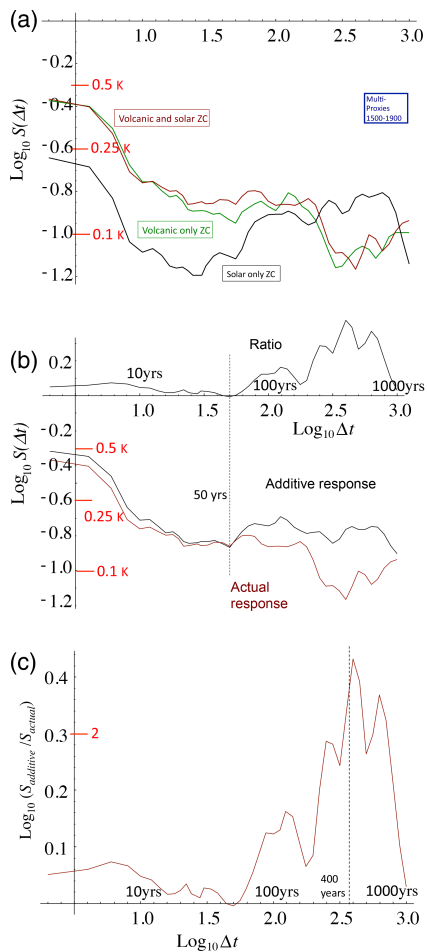 (a)
1.0 1.5 2.0 2.5 3.0
Log10 S(Δt)
-0.2
-0.4
-0.6
-0.8
-1.0
-1.2
0.5 K
0.25 K
0.1 K
Volcanic and solar ZC
Volcanic only ZC
Solar only ZC
Multi-
Proxies
1500-1900
(b)
Ratio
0.2
10yrs 100yrs 1000yrs
1.0 1.5 2.0 2.5 3.0
Log10 Δt
Log10 S(Δt)
-0.2
-0.4
-0.6
-0.8
-1.0
-1.2
0.5 K
0.25 K
0.1 K
50 yrs
Additive response
Actual
response
(c)
Log10 (Sadditive /Sactual)
0.4
0.3
0.1
2
10yrs 100yrs 400
years 1000yrs
1.0 1.5 2.0 2.5 3.0
Log10 Δt